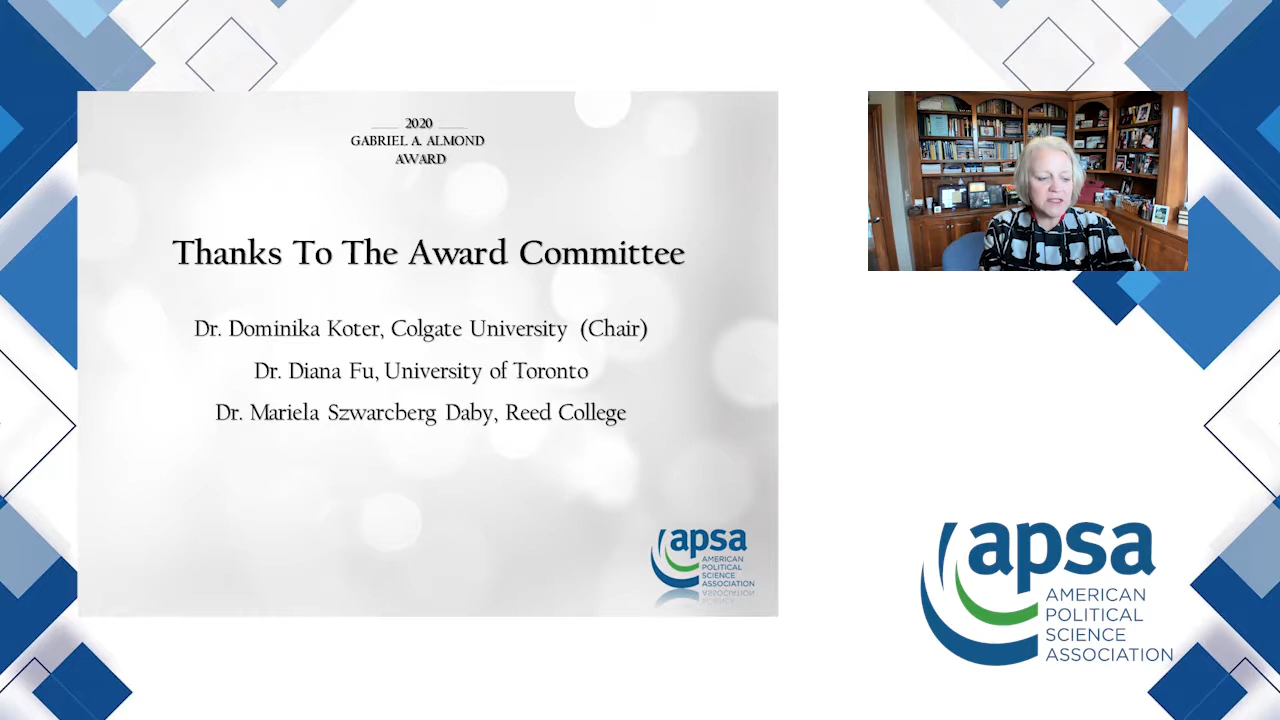 2020
GABRIEL A. ALMOND
AWARD
Thanks To The Award Committee
Dr. Dominika Koter, Colgate University (Chair)
Dr. Diana Fu, University of Toronto
Dr. Mariela Szwarcberg Daby, Reed College
apsa
AMERICAN
POLITICAL
SCIENCE
ASSOCIATION
apsa
AMERICAN
POLITICAL
SCIENCE
ASSOCIATION